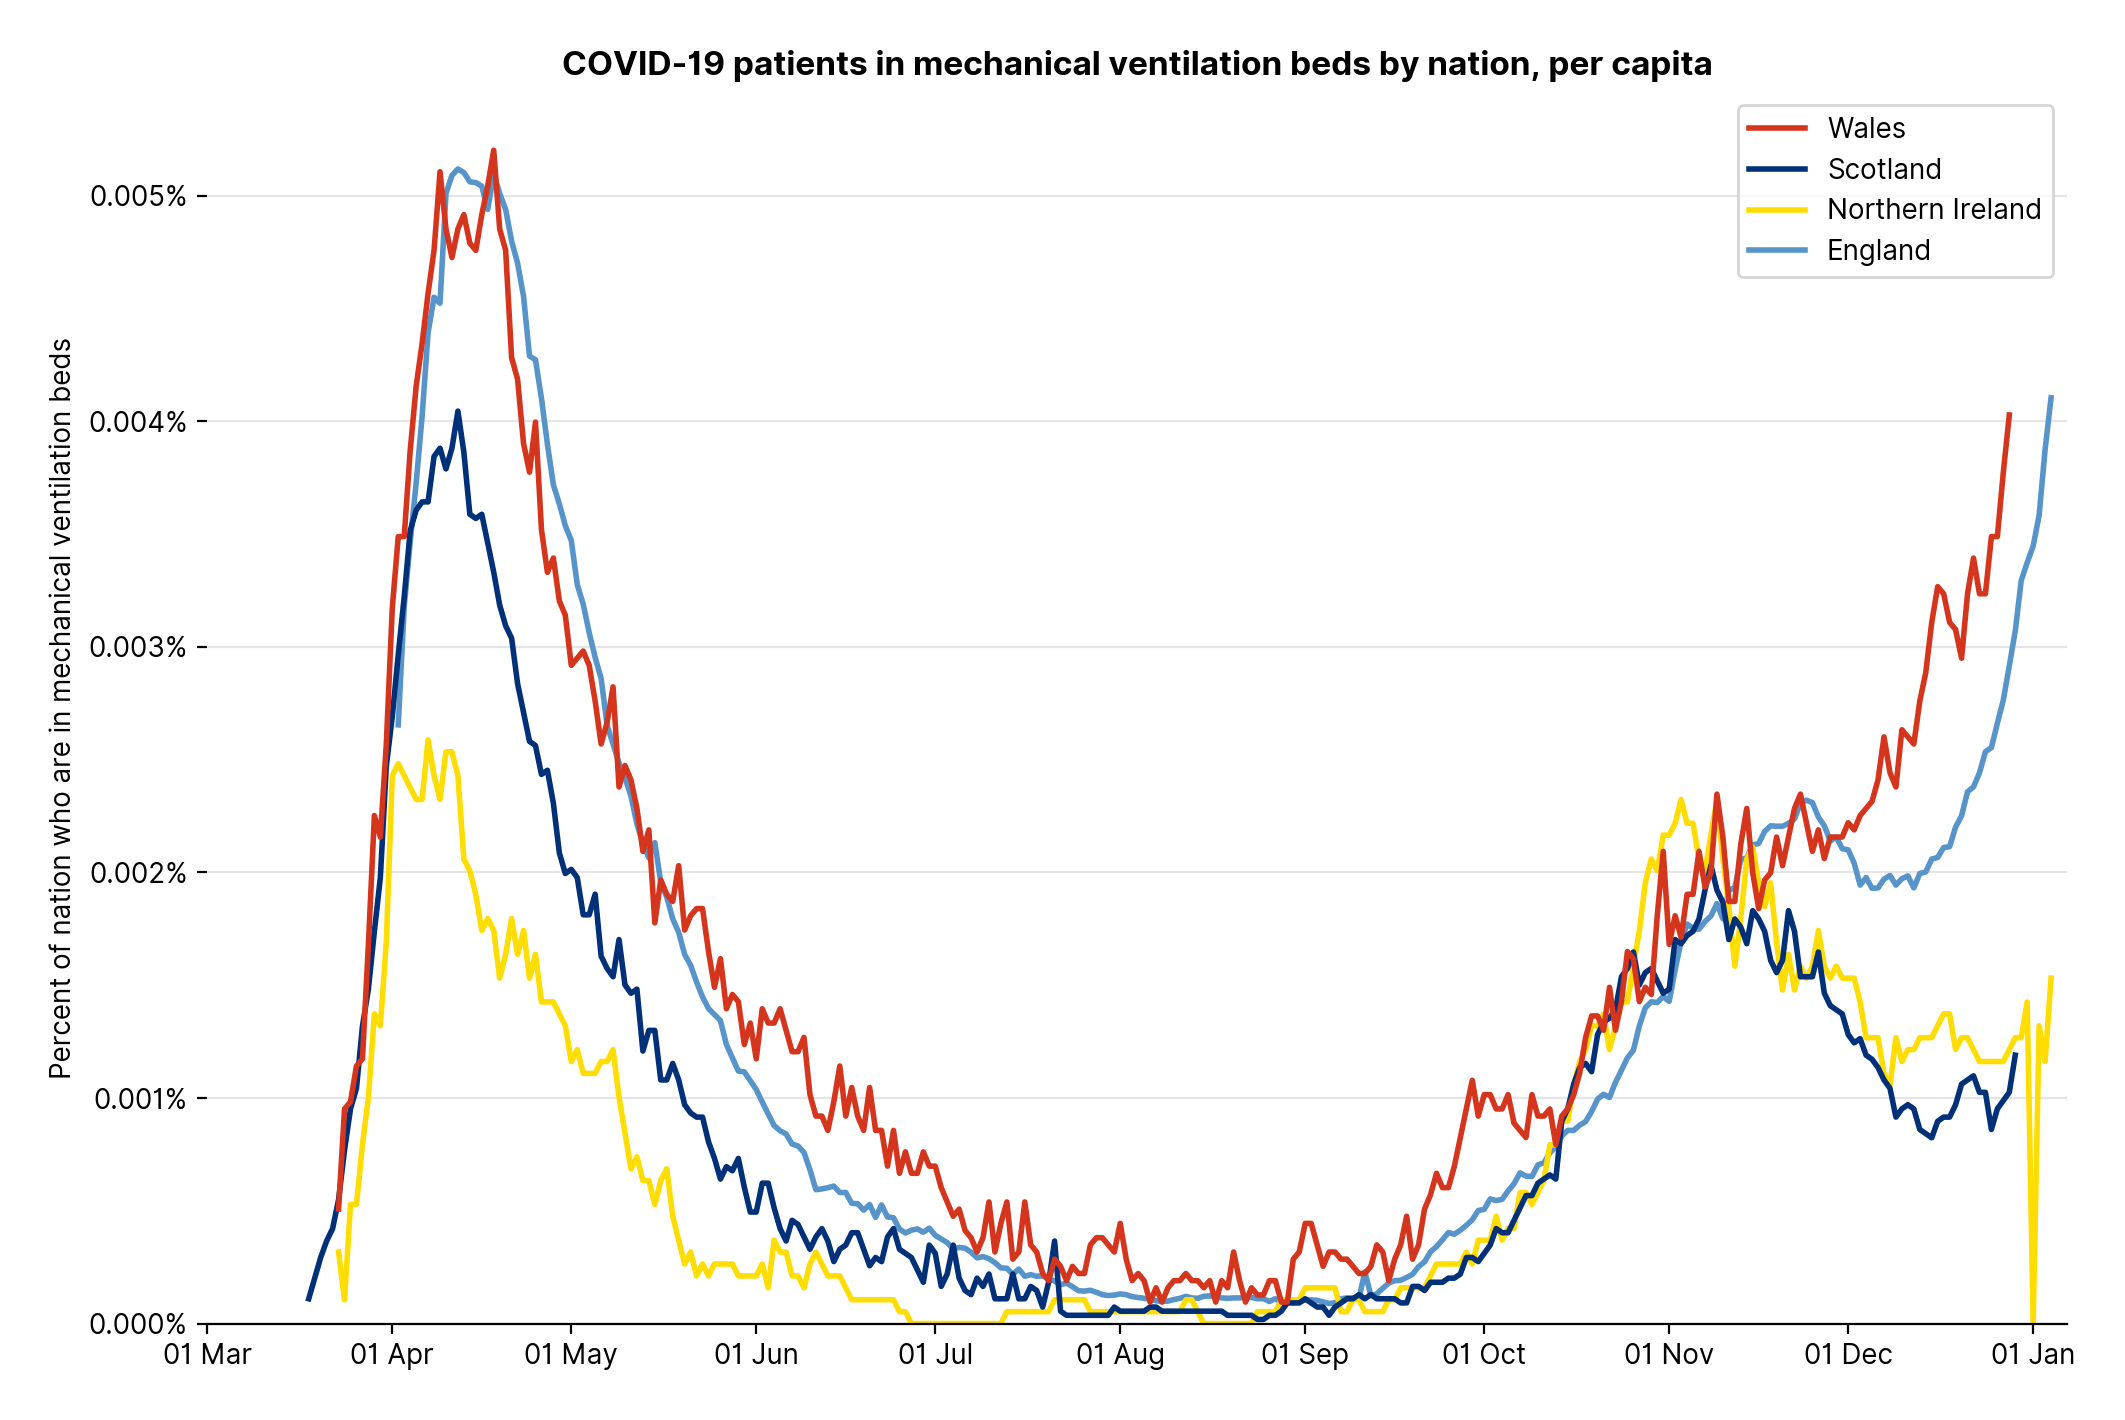 COVID-19 patients in mechanical ventilation beds by nation, per capita
Wales
Scotland
Northern Ireland
England
Percent of nation who are in mechanical ventilation beds
0.005%
0.004%
0.003%
0.002%
0.001%
0.000%
01 Mar 01 Apr 01 May 01 Jun 01 Jul 01 Aug 01 Sep 01 Oct 01 Nov 01 Dec 01 Jan